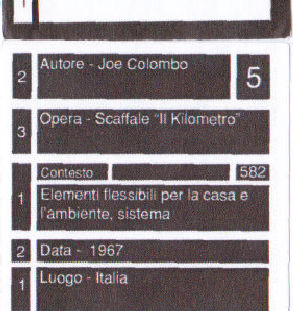 1
2 Autore - Joe Colombo 5
3 Opera - Scaffale "Il Kilometro"
Contesto 582
1 Elementi flessibili per la casa e
l'ambiente, sistema
2 Data - 1967
1 Luogo - Italia